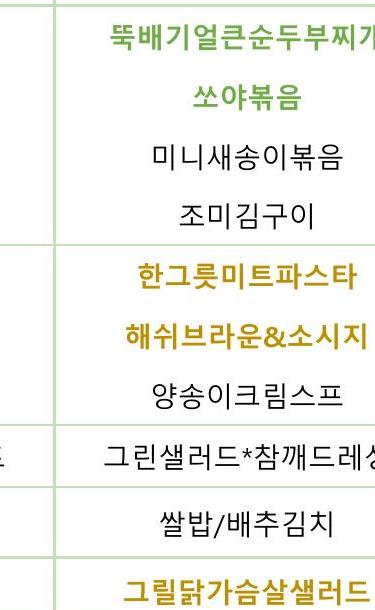 뚝배기얼큰순두부찌개
쏘야볶음
미니새송이볶음
조미김구이
한그릇미트파스타
해쉬브라운&소시지
양송이크림스프
그린샐러드*참깨드레싱
쌀밥/배추김치
그릴닭가슴살샐러드